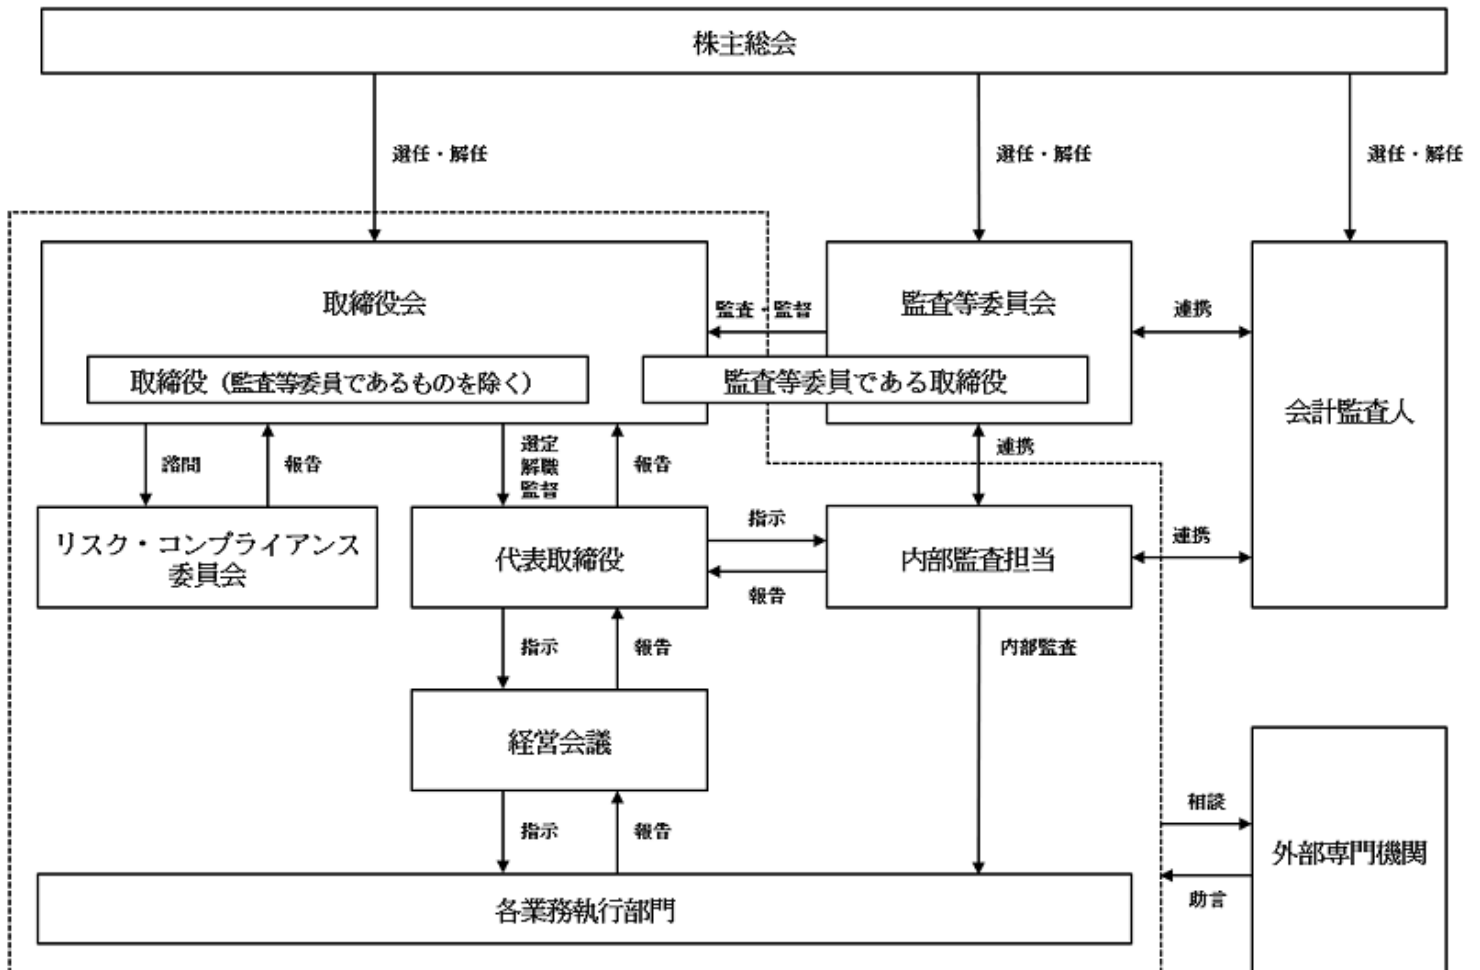 株主総会
選任・解任
選任・解任
選任・解任
取締役会
監査・監督
監査等委員会
連携
取締役（監査等委員であるものを除く）
監査等委員である取締役
会計監査人
諮問
報告
選定
解職
監督
報告
連携
リスク・コンプライアンス
委員会
代表取締役
指示
報告
内部監査担当
連携
指示
報告
内部監査
経営会議
指示
報告
相談
外部専門機関
助言
各業務執行部門